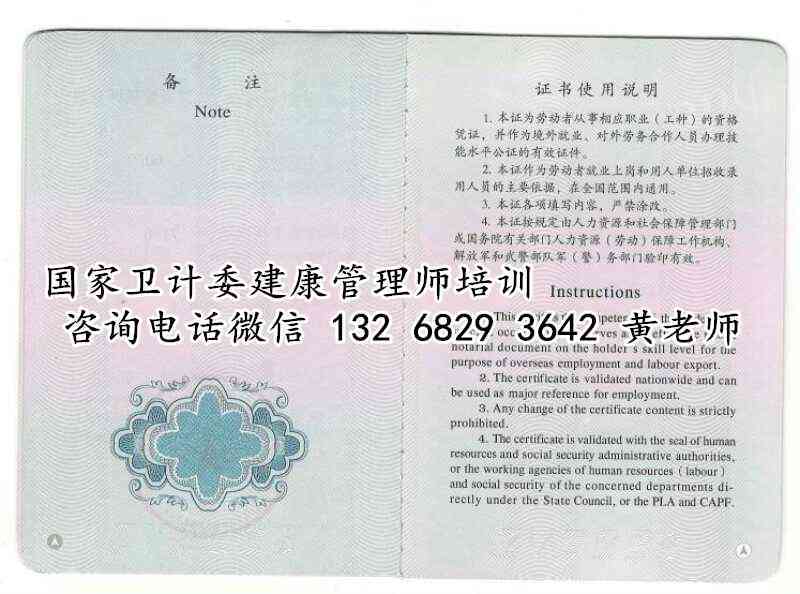 备 注
Note
证书使用说明
1. 本证为劳动者从事相应职业（工种）的资格
凭证，并作为境外就业、对外劳务合作人员办理技
能水平公证的有效证件。
2. 本证作为劳动者就业上岗和用人单位招收录
用人员的主要依据，在全国范围内通用。
3. 本证各项填写内容，严禁涂改。
4. 本证按规定由人力资源和社会保障管理部门
或国务院有关部门人力资源（劳动）保障工作机构、
解放军和武警部队军（警）务部门验印有效。
国家卫计委建康管理师培训
咨询电话微信 132 6829 3642 黄老师
Instructions
1. This
notarial document on the holder's skill level for the
purpose of overseas employment and labour export.
2. The certificate is validated nationwide and can
be used as major reference for employment.
3. Any change of the certificate content is strictly
prohibited.
4. The certificate is validated with the seal of human
resources and social security administrative authorities,
or the working agencies of human resources（labour）
and social security of the concerned departments di-
rectly under the State Council, or the PLA and CAPF.